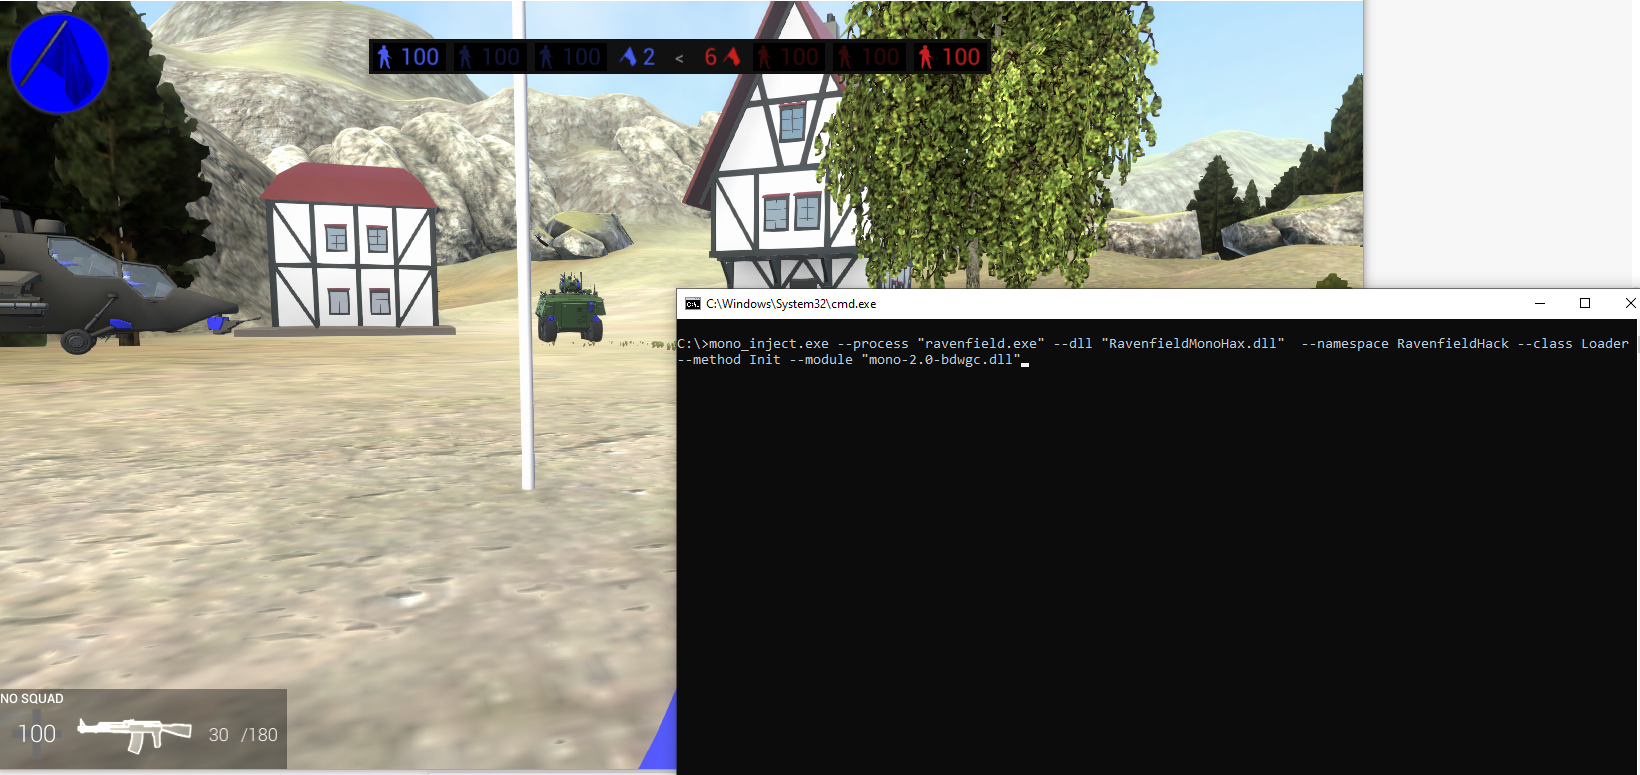 100 100 100 2 < 6 100 100 100
C:\Windows\System32\cmd.exe
C:\>mono_inject.exe --process "ravenfield.exe" --dll "RavenfieldMonoHax.dll"  --namespace RavenfieldHack --class Loader
--method Init --module "mono-2.0-bdwgc.dll"
NO SQUAD
100 30 /180